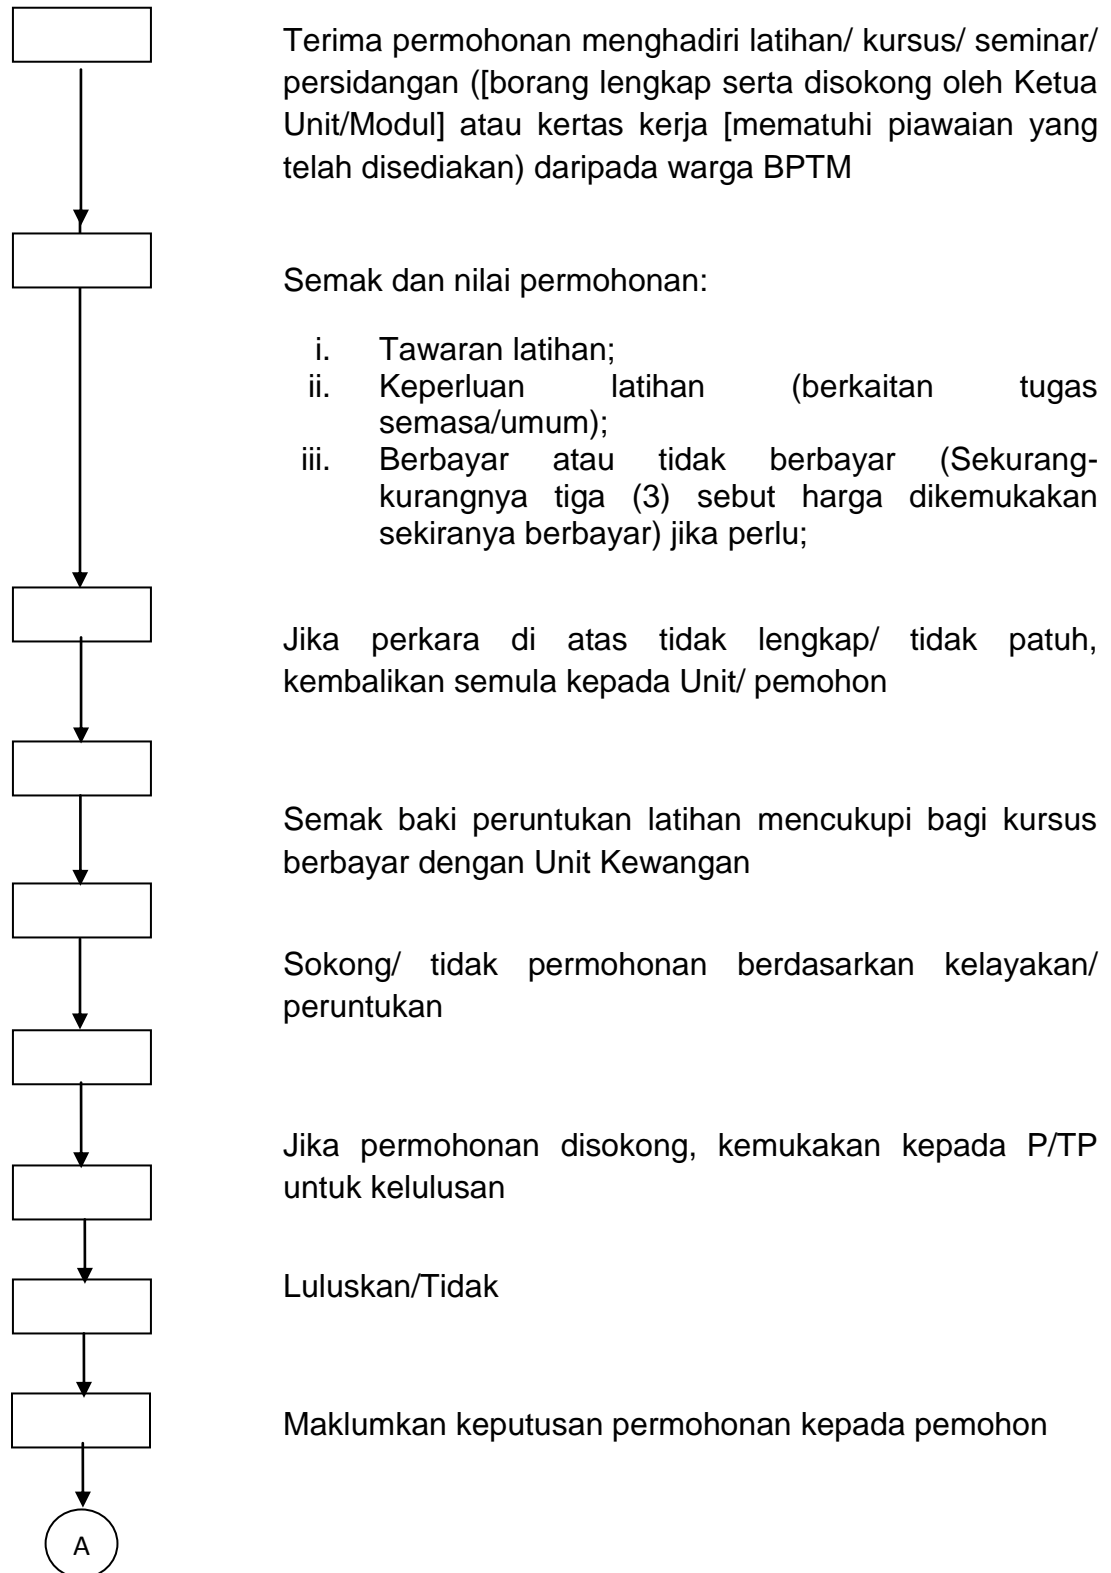 Terima permohonan menghadiri latihan/ kursus/ seminar/
persidangan ([borang lengkap serta disokong oleh Ketua
Unit/Modul] atau kertas kerja [mematuhi piawaian yang
telah disediakan) daripada warga BPTM
Semak dan nilai permohonan:
i. Tawaran latihan;
ii. Keperluan latihan (berkaitan tugas
semasa/umum);
iii. Berbayar atau tidak berbayar (Sekurang-
kurangnya tiga (3) sebut harga dikemukakan
sekiranya berbayar) jika perlu;
Jika perkara di atas tidak lengkap/ tidak patuh,
kembalikan semula kepada Unit/ pemohon
Semak baki peruntukan latihan mencukupi bagi kursus
berbayar dengan Unit Kewangan
Sokong/ tidak permohonan berdasarkan kelayakan/
peruntukan
Jika permohonan disokong, kemukakan kepada P/TP
untuk kelulusan
Luluskan/Tidak
Maklumkan keputusan permohonan kepada pemohon
A